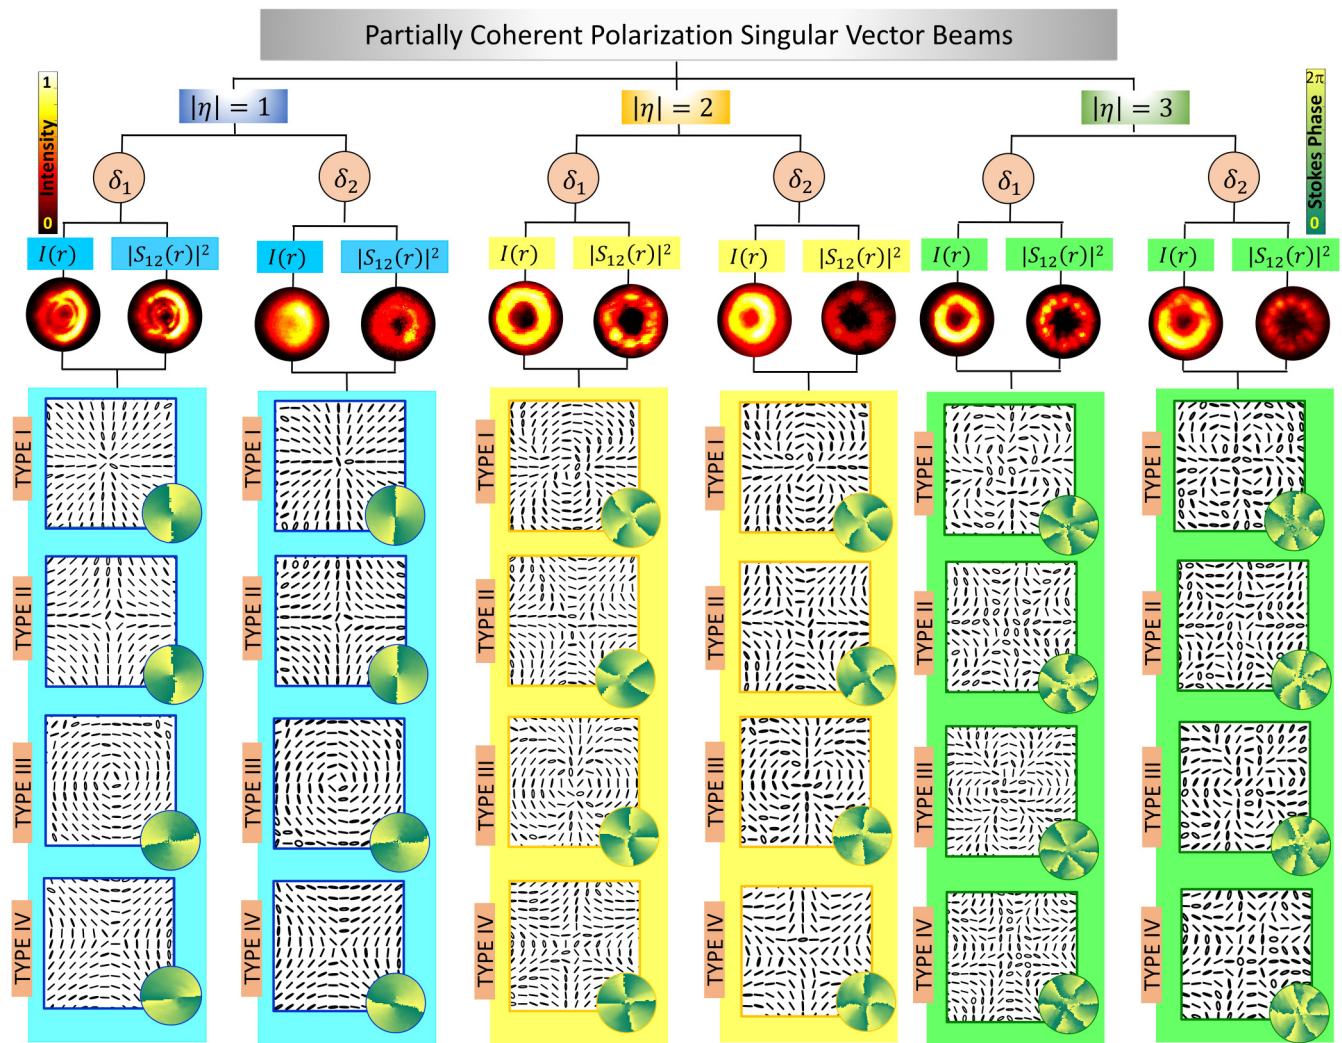 Partially Coherent Polarization Singular Vector Beams
1
Intensity
0
2π
Stokes Phase
0
|η| = 1
|η| = 2
|η| = 3
δ₁
δ₂
δ₁
δ₂
δ₁
δ₂
I(r)
|S₁₂(r)|²
I(r)
|S₁₂(r)|²
I(r)
|S₁₂(r)|²
I(r)
|S₁₂(r)|²
I(r)
|S₁₂(r)|²
I(r)
|S₁₂(r)|²
TYPE I
TYPE I
TYPE I
TYPE I
TYPE I
TYPE I
TYPE II
TYPE II
TYPE II
TYPE II
TYPE II
TYPE II
TYPE III
TYPE III
TYPE III
TYPE III
TYPE III
TYPE III
TYPE IV
TYPE IV
TYPE IV
TYPE IV
TYPE IV
TYPE IV